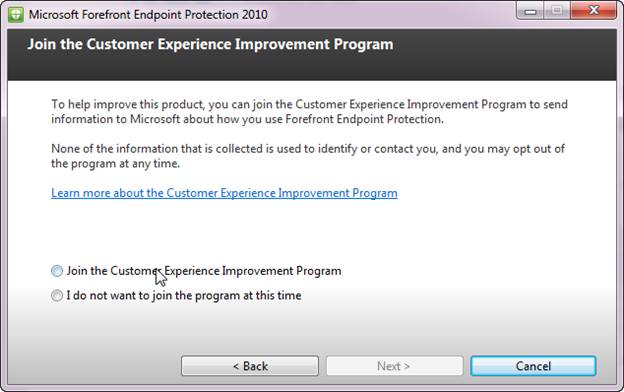 Microsoft Forefront Endpoint Protection 2010
Join the Customer Experience Improvement Program
To help improve this product, you can join the Customer Experience Improvement Program to send
information to Microsoft about how you use Forefront Endpoint Protection.
None of the information that is collected is used to identify or contact you, and you may opt out of
the program at any time.
Learn more about the Customer Experience Improvement Program
Join the Customer Experience Improvement Program
I do not want to join the program at this time
< Back
Next >
Cancel